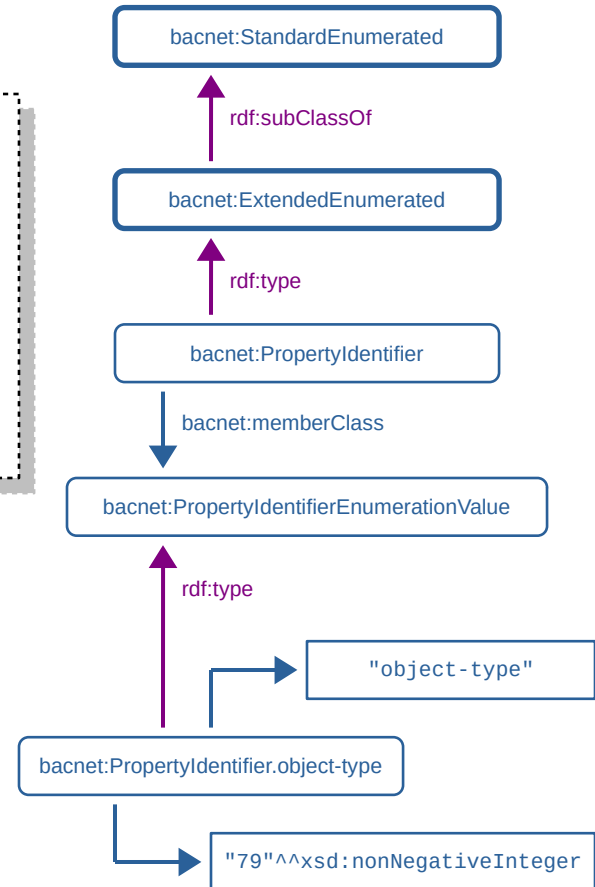 bacnet:StandardEnumerated
rdf:subClassOf
bacnet:ExtendedEnumerated
rdf:type
bacnet:PropertyIdentifier
bacnet:memberClass
bacnet:PropertyIdentifierEnumerationValue
rdf:type
"object-type"
bacnet:PropertyIdentifier.object-type
"79"^^xsd:nonNegativeInteger